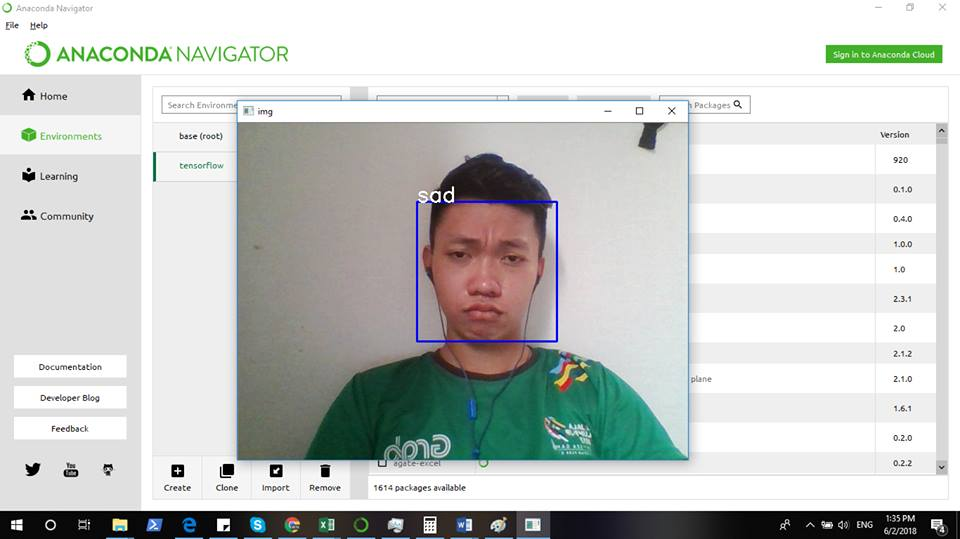 Anaconda Navigator
File Help
ANACONDA NAVIGATOR
Sign in to Anaconda Cloud
Home
Environments
Learning
Community
Documentation
Developer Blog
Feedback
You Tube
Search Environme
base (root)
tensorflow
Create Clone Import Remove
img
sad
Grab
Packages
Version
920
0.1.0
0.4.0
1.0.0
1.0
2.3.1
2.0
2.1.2
plane 2.1.0
1.6.1
0.2.0
agate-excel 0.2.2
1614 packages available
ENG
1:35 PM
6/2/2018
4